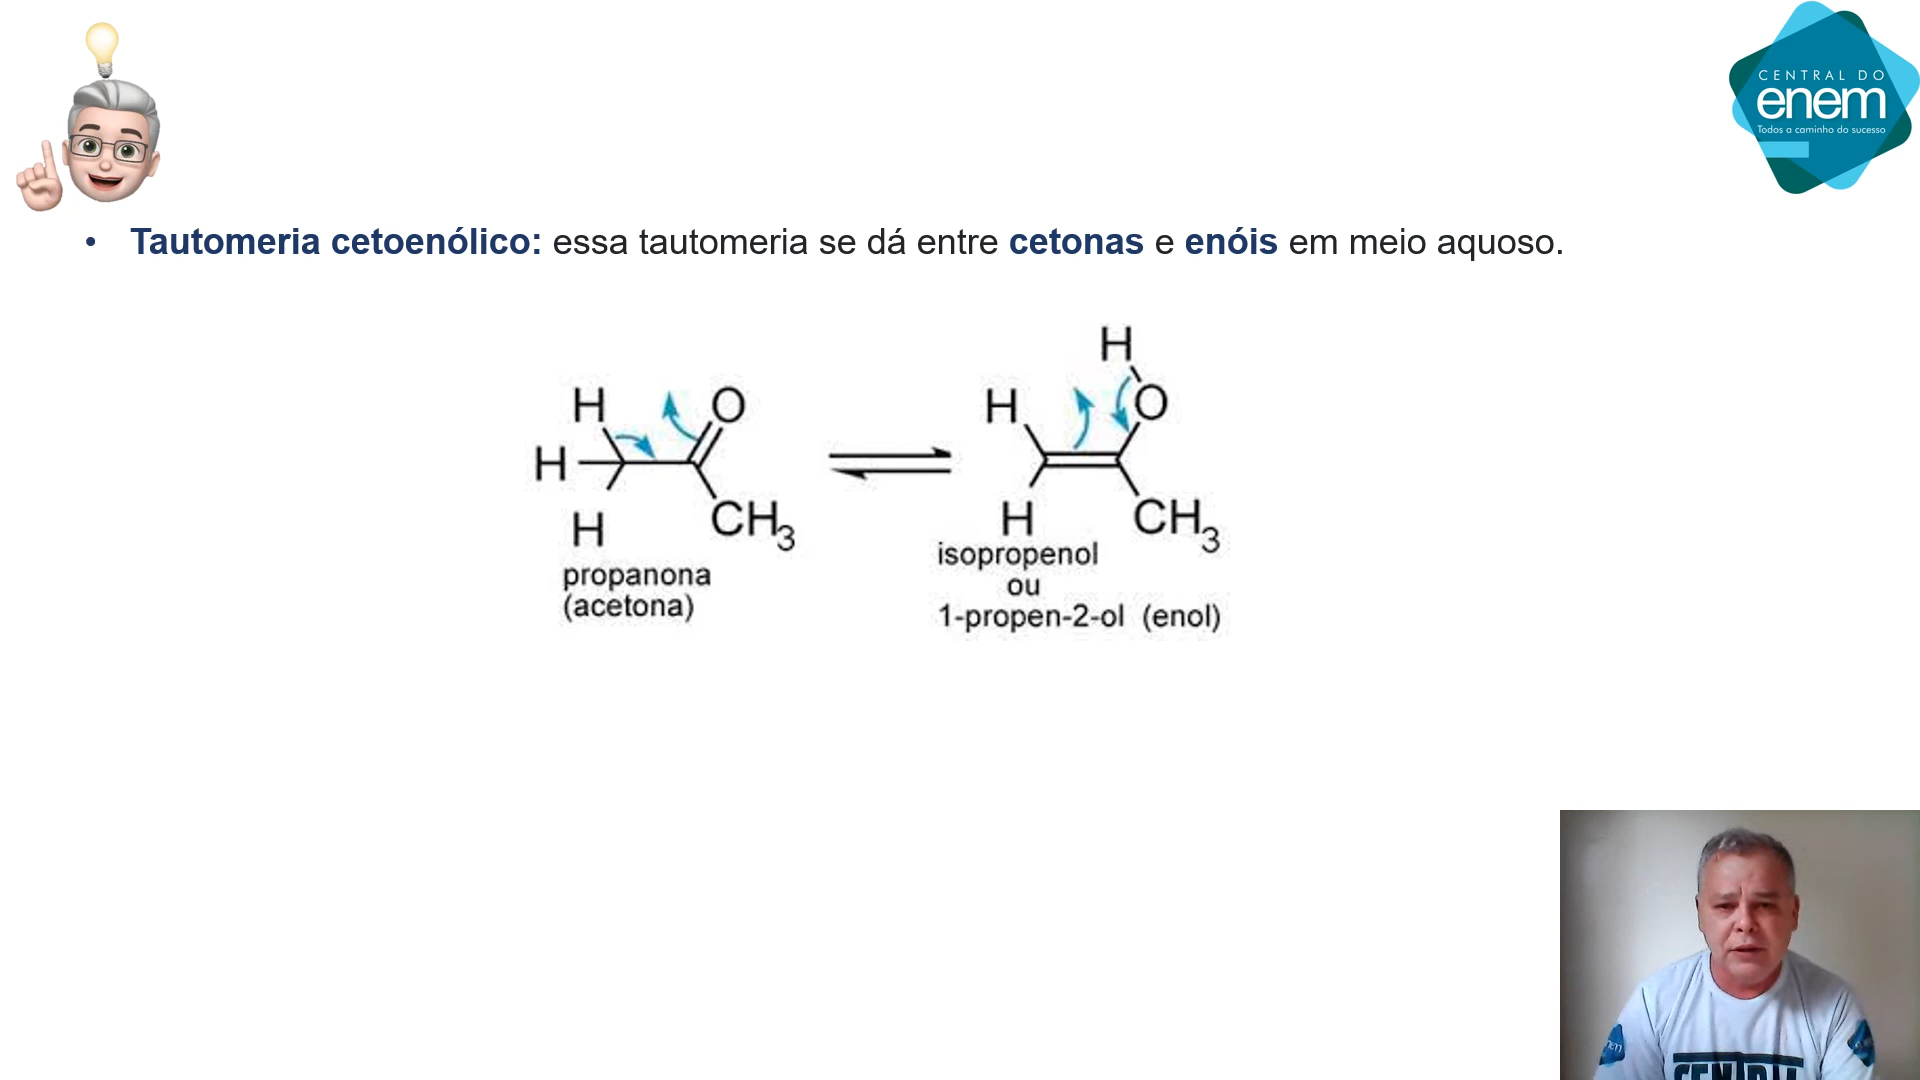 CENTRAL DO
enem
Todos a caminho do sucesso
• Tautomeria cetoenólico: essa tautomeria se dá entre cetonas e enóis em meio aquoso.
H
H O H O
H
H CH3 H CH3
propanona
(acetona)
isopropenol
ou
1-propen-2-ol (enol)